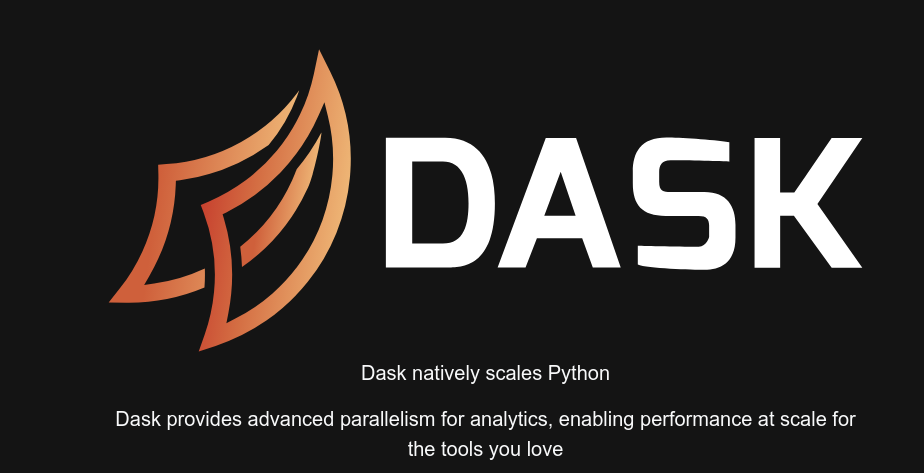 DASK
Dask natively scales Python
Dask provides advanced parallelism for analytics, enabling performance at scale for
the tools you love